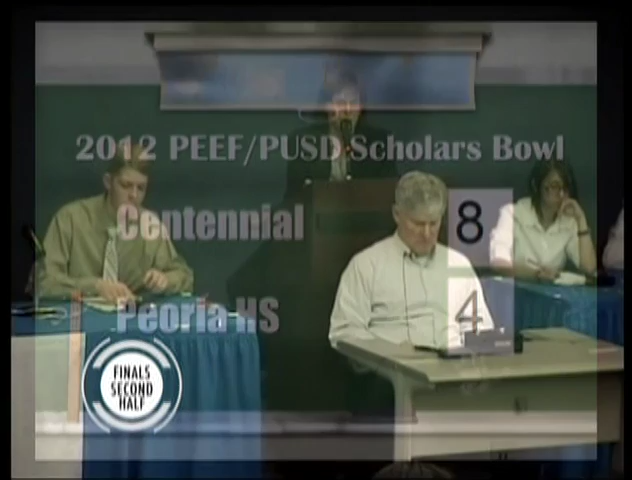 2012 PEEF/PUSD Scholars Bowl
Centennial 8
Peoria HS 4
FINALS
SECOND
HALF